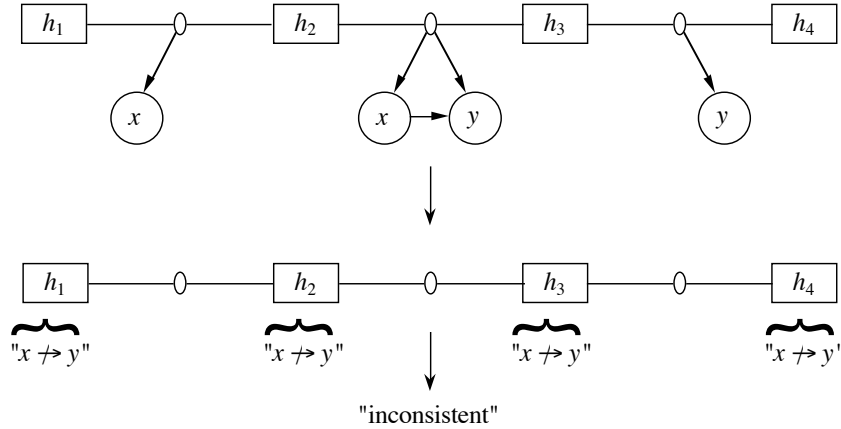 h₁ h₂ h₃ h₄
x x y y
h₁ h₂ h₃ h₄
"x ↛ y" "x ↛ y" "x ↛ y" "x ↛ y'
"inconsistent"